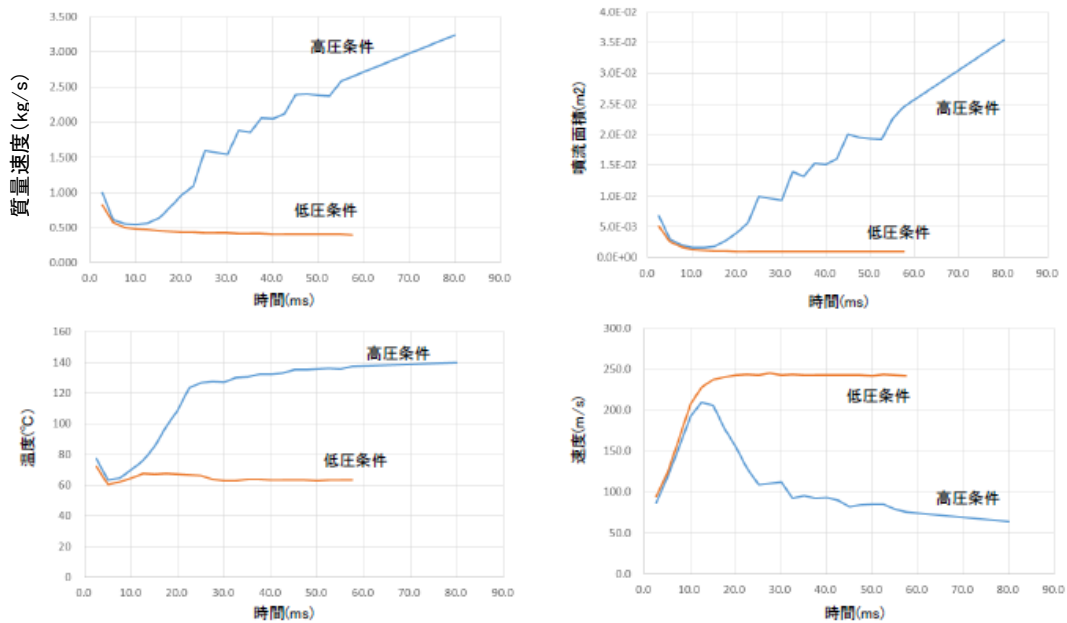 質量速度(kg/s)
3.500
3.000
2.500
2.000
1.500
1.000
0.500
0.000
高圧条件
低圧条件
0.0 10.0 20.0 30.0 40.0 50.0 60.0 70.0 80.0 90.0
時間(ms)
噴流面積(m2)
4.0E-02
3.5E-02
3.0E-02
2.5E-02
2.0E-02
1.5E-02
1.0E-02
5.0E-03
0.0E+00
高圧条件
低圧条件
0.0 10.0 20.0 30.0 40.0 50.0 60.0 70.0 80.0 90.0
時間(ms)
温度(℃)
160
140
120
100
80
60
40
20
0
高圧条件
低圧条件
0.0 10.0 20.0 30.0 40.0 50.0 60.0 70.0 80.0 90.0
時間(ms)
速度(m/s)
300.0
250.0
200.0
150.0
100.0
50.0
0.0
低圧条件
高圧条件
0.0 10.0 20.0 30.0 40.0 50.0 60.0 70.0 80.0 90.0
時間(ms)